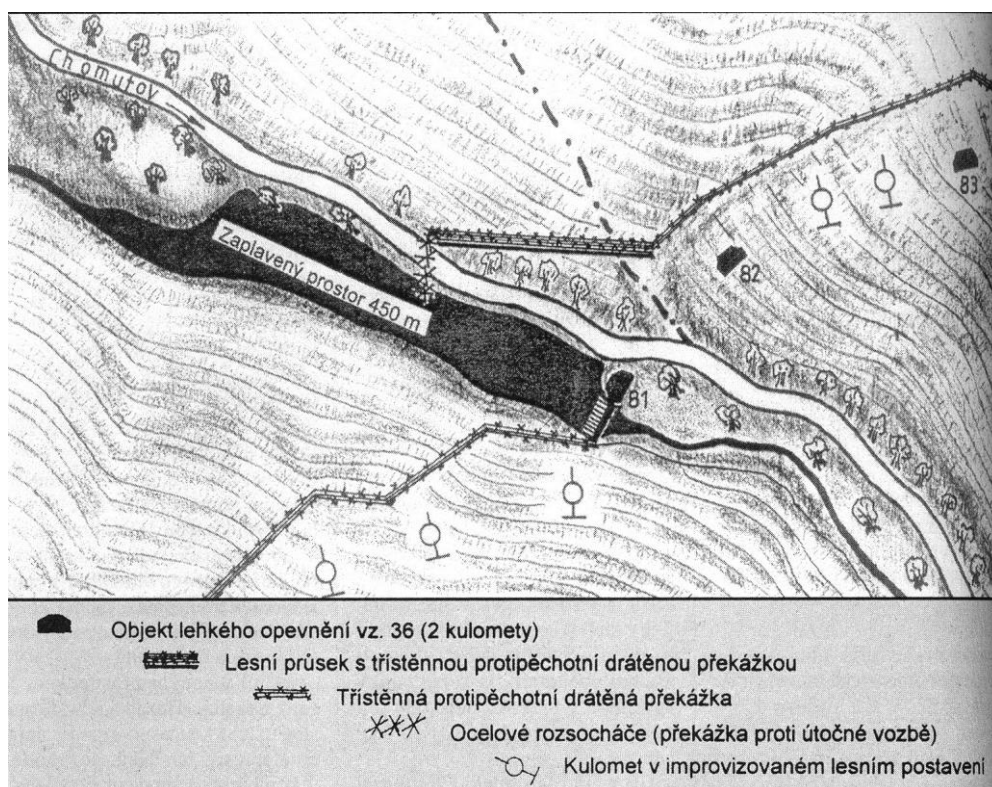 Chomutov
83
82
Zaplavený prostor 450 m
81
Objekt lehkého opevnění vz. 36 (2 kulomety)
Lesní průsek s třístěnnou protipěchotní drátěnou překážkou
Třístěnná protipěchotní drátěná překážka
Ocelové rozsocháče (překážka proti útočné vozbě)
Kulomet v improvizovaném lesním postavení